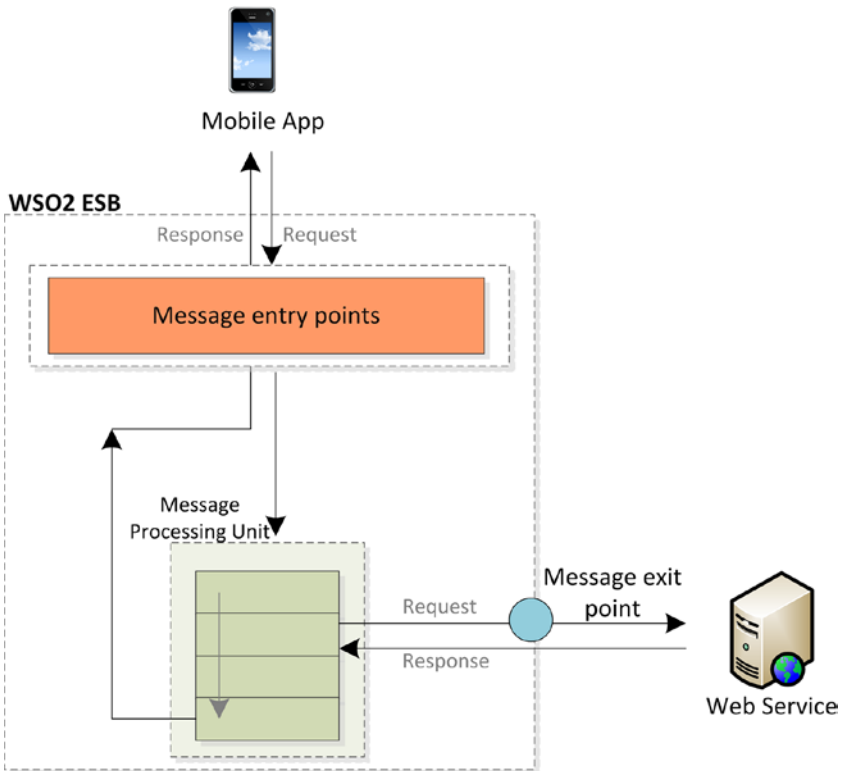 Mobile App
WSO2 ESB
Response
Request
Message entry points
Message
Processing Unit
Request
Message exit
point
Response
Web Service